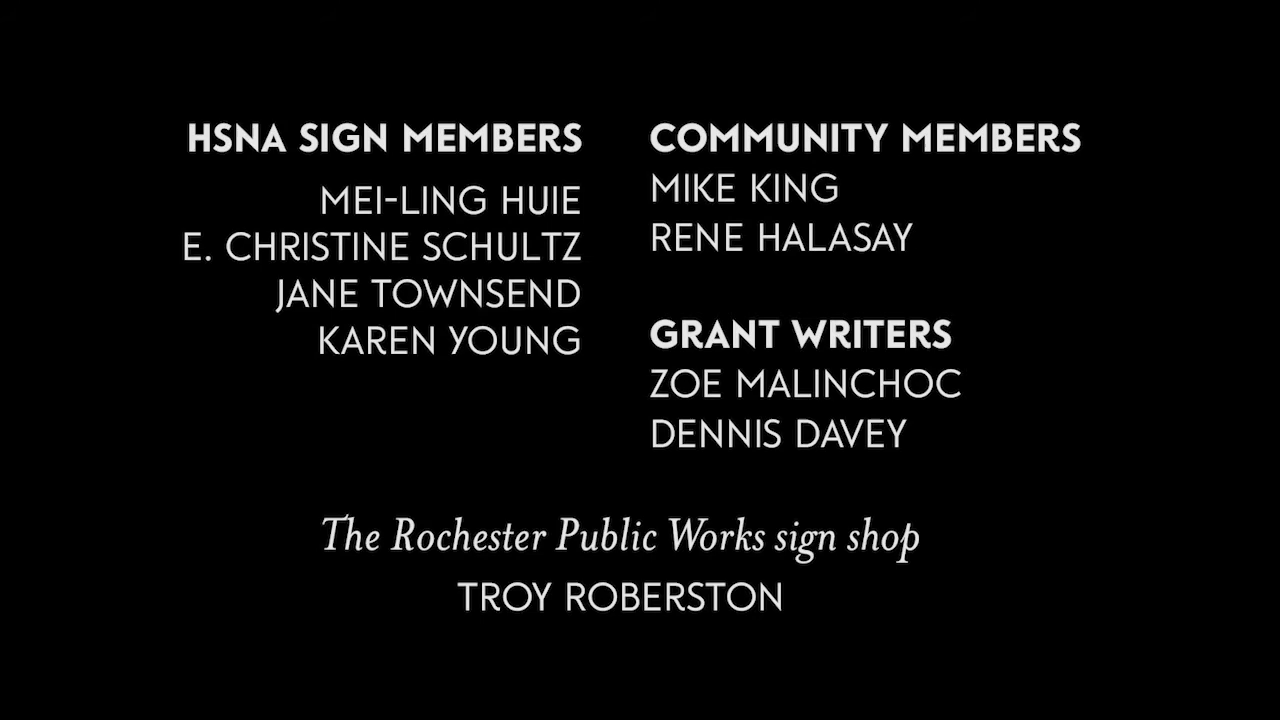 HSNA SIGN MEMBERS
MEI-LING HUIE
E. CHRISTINE SCHULTZ
JANE TOWNSEND
KAREN YOUNG
COMMUNITY MEMBERS
MIKE KING
RENE HALASAY
GRANT WRITERS
ZOE MALINCHOC
DENNIS DAVEY
The Rochester Public Works sign shop
TROY ROBERSTON